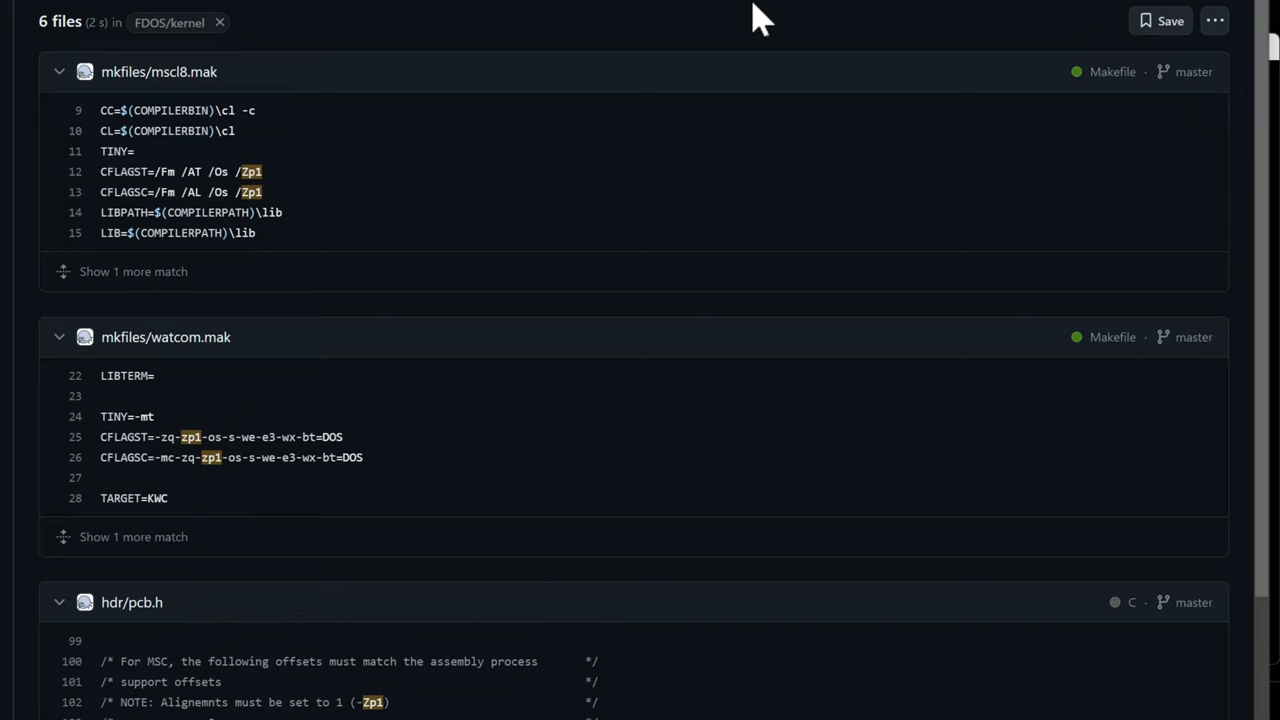 6 files (2 s) in FDOS/kernel
Save
mkfiles/mscl8.mak Makefile · master
9 CC=$(COMPILERBIN)\cl -c
10 CL=$(COMPILERBIN)\cl
11 TINY=
12 CFLAGST=/Fm /AT /Os /Zp1
13 CFLAGSC=/Fm /AL /Os /Zp1
14 LIBPATH=$(COMPILERPATH)\lib
15 LIB=$(COMPILERPATH)\lib
Show 1 more match
mkfiles/watcom.mak Makefile · master
22 LIBTERM=
23
24 TINY=-mt
25 CFLAGST=-zq-zp1-os-s-we-e3-wx-bt=DOS
26 CFLAGSC=-mc-zq-zp1-os-s-we-e3-wx-bt=DOS
27
28 TARGET=KWC
Show 1 more match
hdr/pcb.h C · master
99
100 /* For MSC, the following offsets must match the assembly process */
101 /* support offsets */
102 /* NOTE: Alignemnts must be set to 1 (-Zp1) */